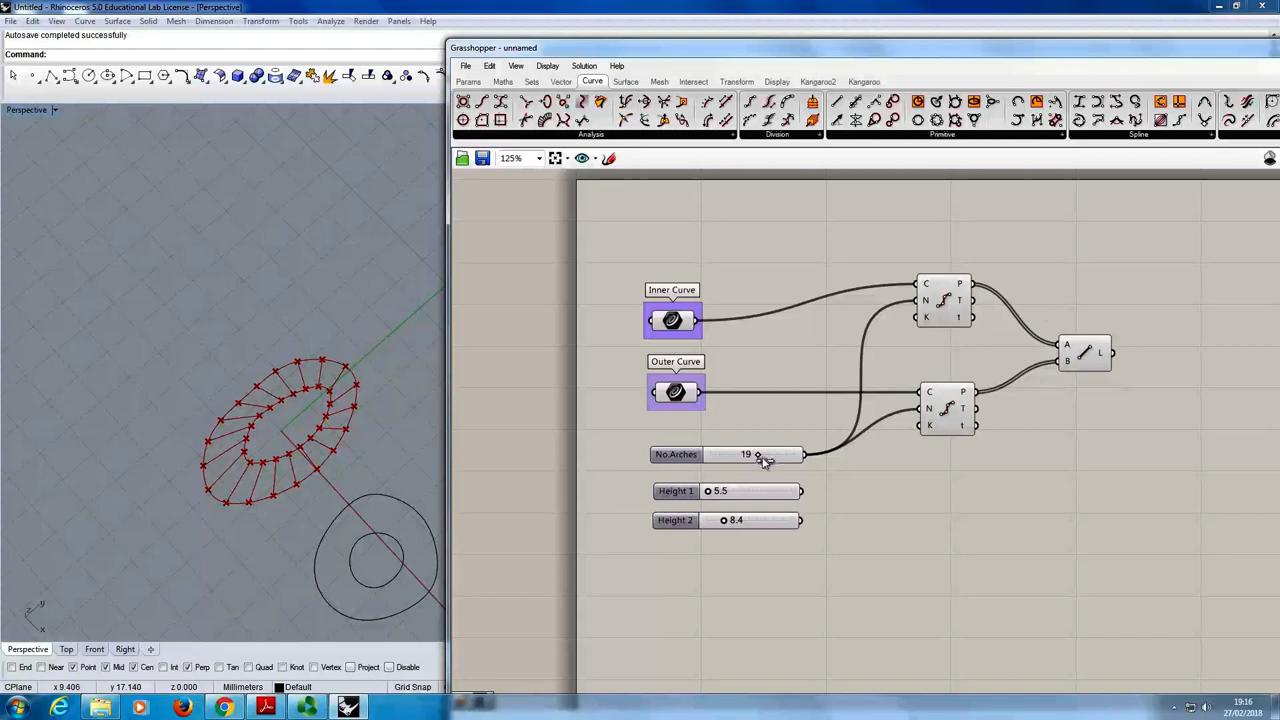 Untitled - Rhinoceros 5.0 Educational Lab License - [Perspective]
File Edit View Curve Surface Solid Mesh Dimension Transform Tools Analyze Render Panels Help
Autosave completed successfully
Command:
Perspective
Grasshopper - unnamed
File Edit View Display Solution Help
Params Maths Sets Vector Curve Surface Mesh Intersect Transform Display Kangaroo2 Kangaroo
Analysis Division Primitive Spline
125%
Inner Curve
C P
N T
K t
Outer Curve
A L
B
C P
N T
K t
No.Arches 19
Height 1 5.5
Height 2 8.4
y
z
x
Perspective Top Front Right
End Near Point Mid Cen Int Perp Tan Quad Knot Vertex Project Disable
CPlane x 9.406 y 17.140 z 0.000 Millimeters Default Grid Snap
19:16
27/02/2018